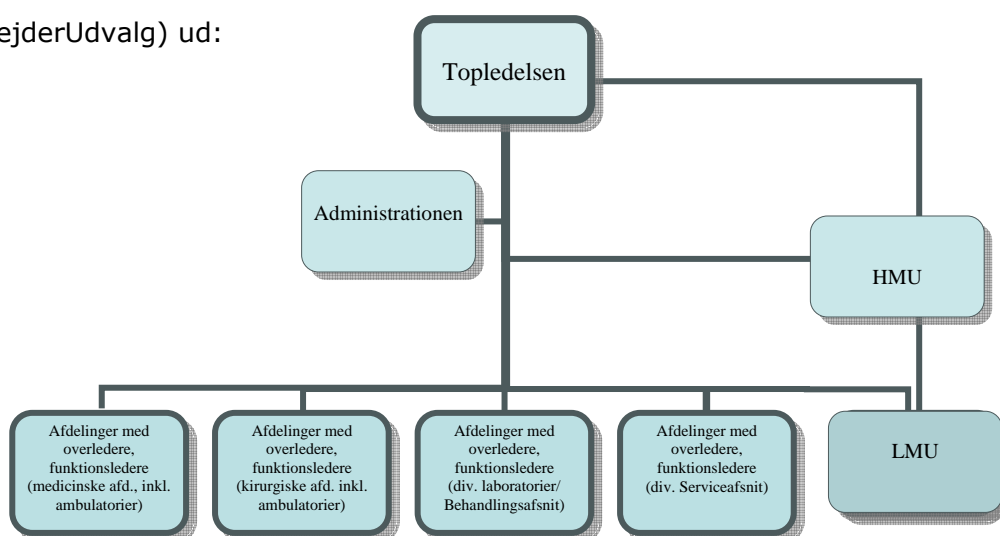 ejderUdvalg) ud:
Topledelsen
Administrationen
HMU
Afdelinger med
overledere,
funktionsledere
(medicinske afd., inkl.
ambulatorier)
Afdelinger med
overledere,
funktionsledere
(kirurgiske afd. inkl.
ambulatorier)
Afdelinger med
overledere,
funktionsledere
(div. laboratorier/
Behandlingsafsnit)
Afdelinger med
overledere,
funktionsledere
(div. Serviceafsnit)
LMU